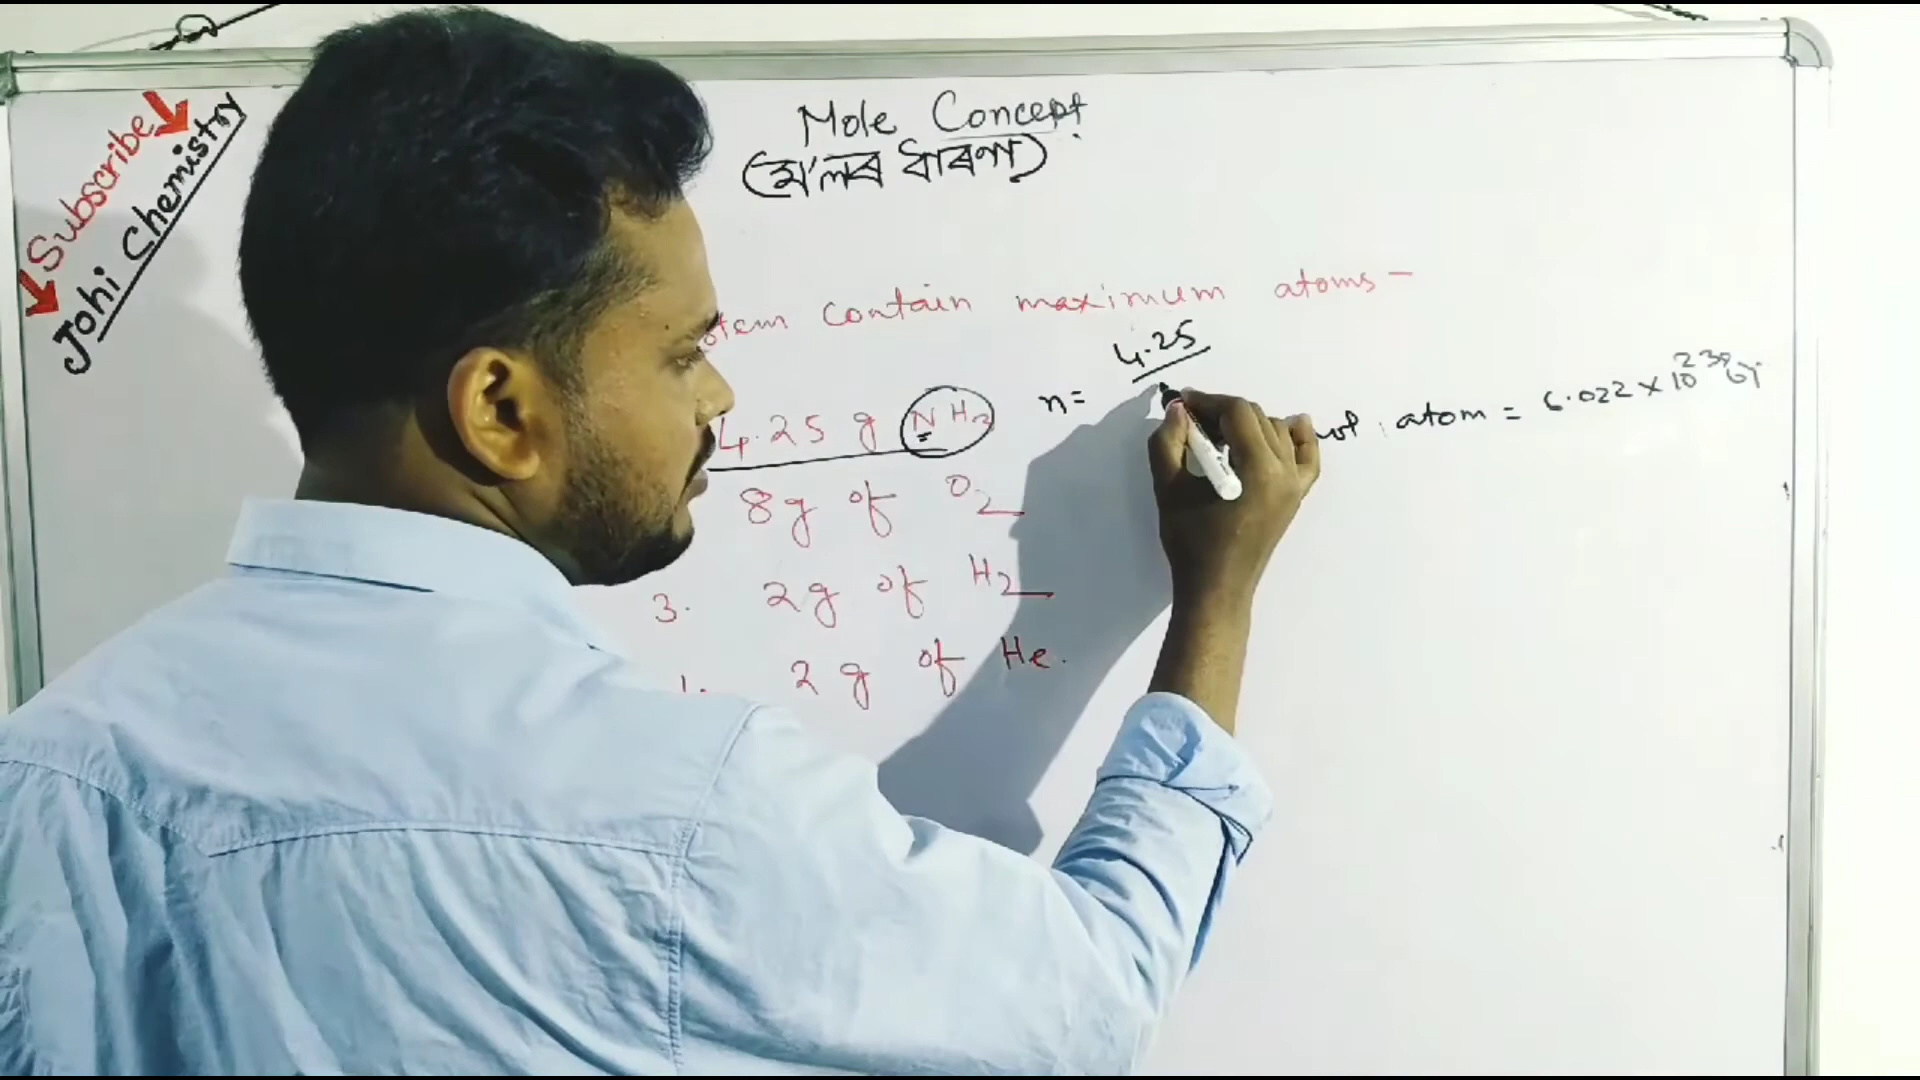 Subscribe
Johi Chemistry
Mole Concept
(ম'লৰ ধাৰণা)
contain maximum atoms –
4.25 g NH3
n = 4.25
atom = 6.022 × 10^23
8g of O2
3. 2g of H2
2g of He.